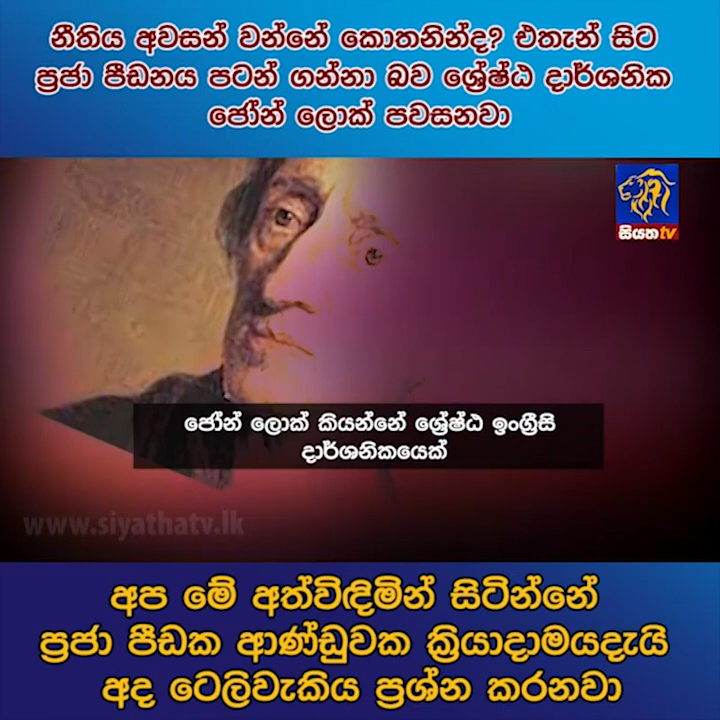 නීතිය අවසන් වන්නේ කොතනින්ද? එතැන් සිට
ප්‍රජා පීඩනය පටන් ගන්නා බව ශ්‍රේෂ්ඨ දාර්ශනික
ජෝන් ලොක් පවසනවා
සියත tv
ජෝන් ලොක් කියන්නේ ශ්‍රේෂ්ඨ ඉංග්‍රීසි
දාර්ශනිකයෙක්
www.siyathatv.lk
අප මේ අත්විඳිමින් සිටින්නේ
ප්‍රජා පීඩක ආණ්ඩුවක ක්‍රියාදාමයදැයි
අද ටෙලිවැකිය ප්‍රශ්න කරනවා